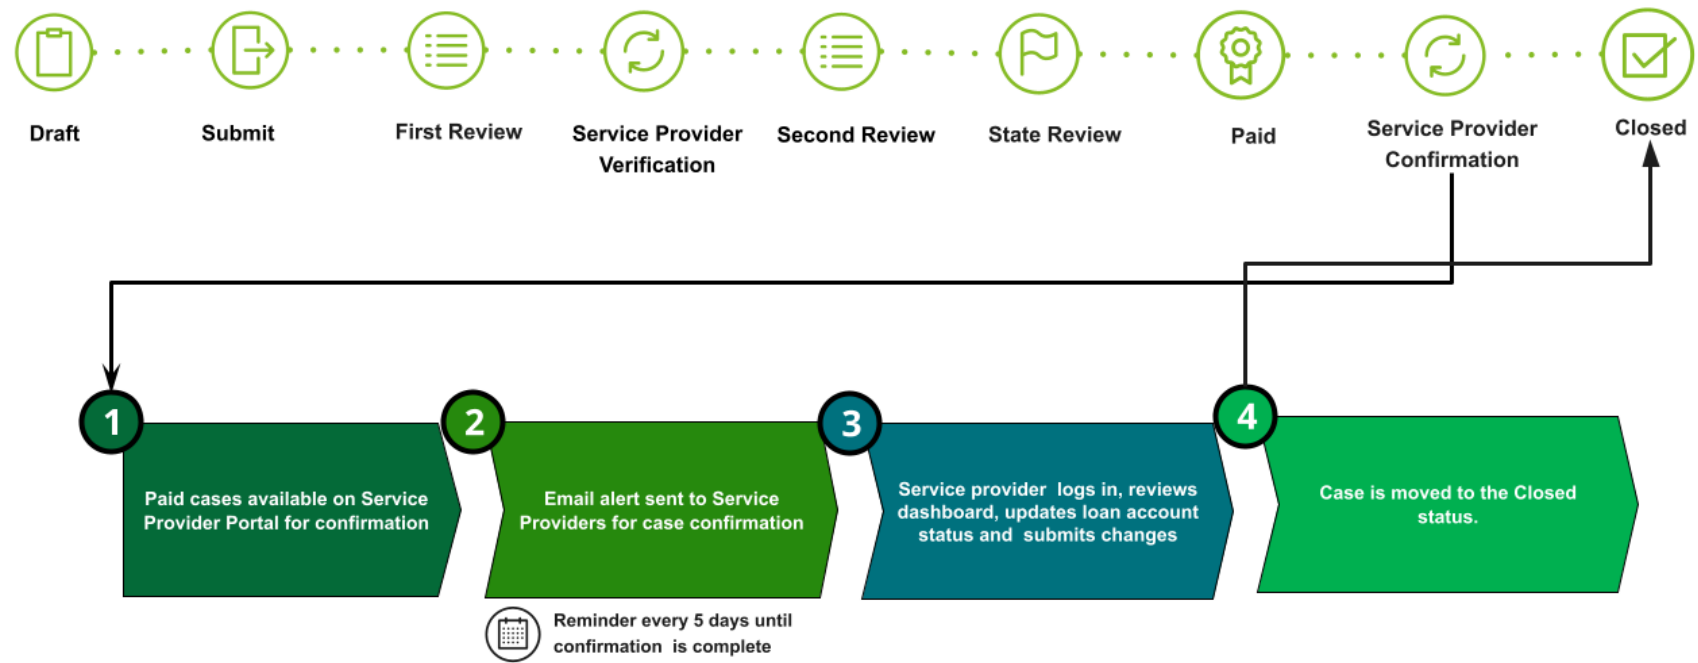 Draft
Submit
First Review
Service Provider
Verification
Second Review
State Review
Paid
Service Provider
Confirmation
Closed
1
Paid cases available on Service
Provider Portal for confirmation
2
Email alert sent to Service
Providers for case confirmation
Reminder every 5 days until
confirmation is complete
3
Service provider logs in, reviews
dashboard, updates loan account
status and submits changes
4
Case is moved to the Closed
status.